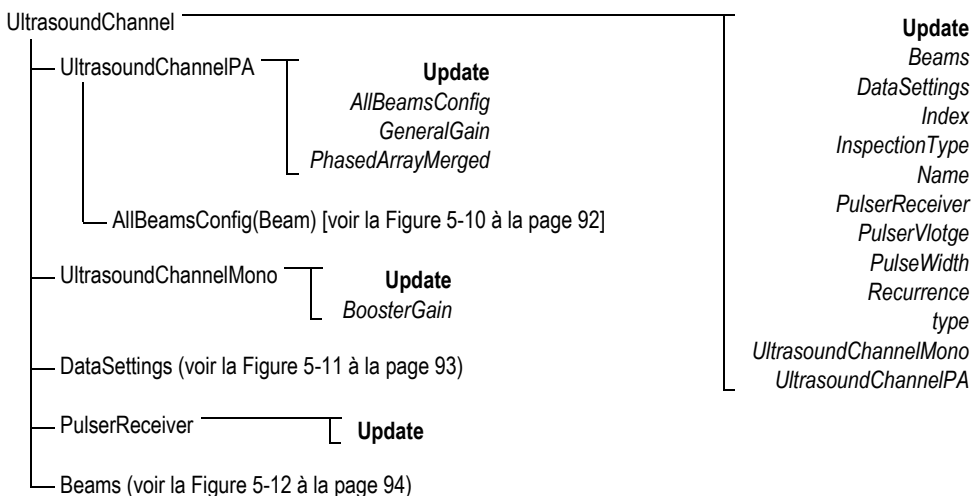 UltrasoundChannel
Update
Beams
DataSettings
Index
InspectionType
Name
PulserReceiver
PulserVlotge
PulseWidth
Recurrence
type
UltrasoundChannelMono
UltrasoundChannelPA
UltrasoundChannelPA
Update
AllBeamsConfig
GeneralGain
PhasedArrayMerged
AllBeamsConfig(Beam) [voir la Figure 5-10 à la page 92]
UltrasoundChannelMono
Update
BoosterGain
DataSettings (voir la Figure 5-11 à la page 93)
PulserReceiver
Update
Beams (voir la Figure 5-12 à la page 94)